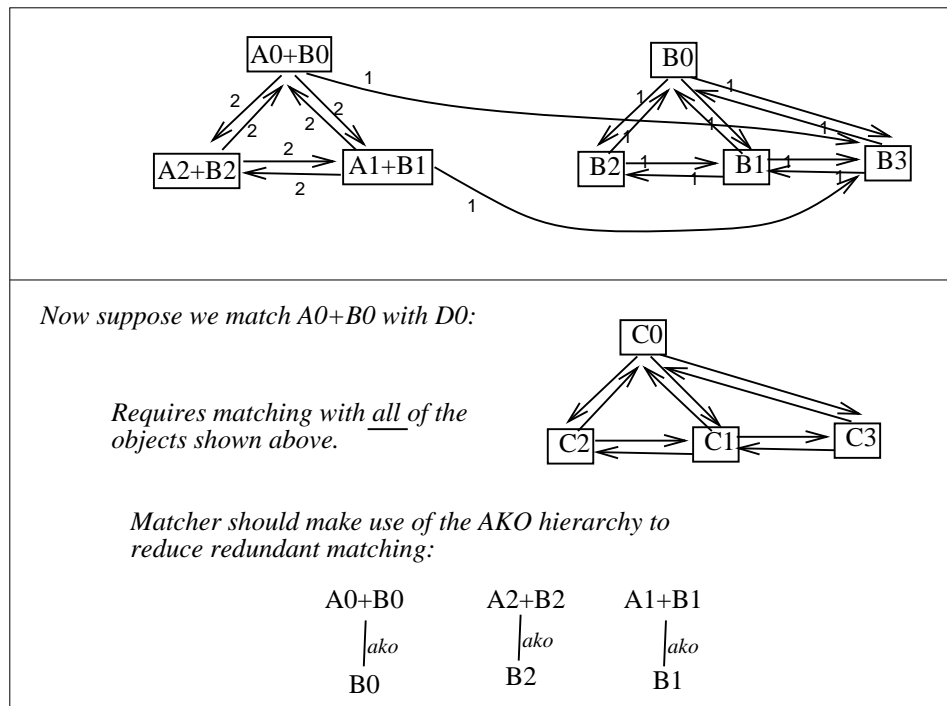 A0+B0
B0
1
2
2
2
2
1
1
1
1
1
1
A2+B2
2
2
A1+B1
B2
1
1
B1
1
1
B3
1
Now suppose we match A0+B0 with D0:
C0
Requires matching with all of the
objects shown above.
C2
C1
C3
Matcher should make use of the AKO hierarchy to
reduce redundant matching:
A0+B0
A2+B2
A1+B1
ako
ako
ako
B0
B2
B1